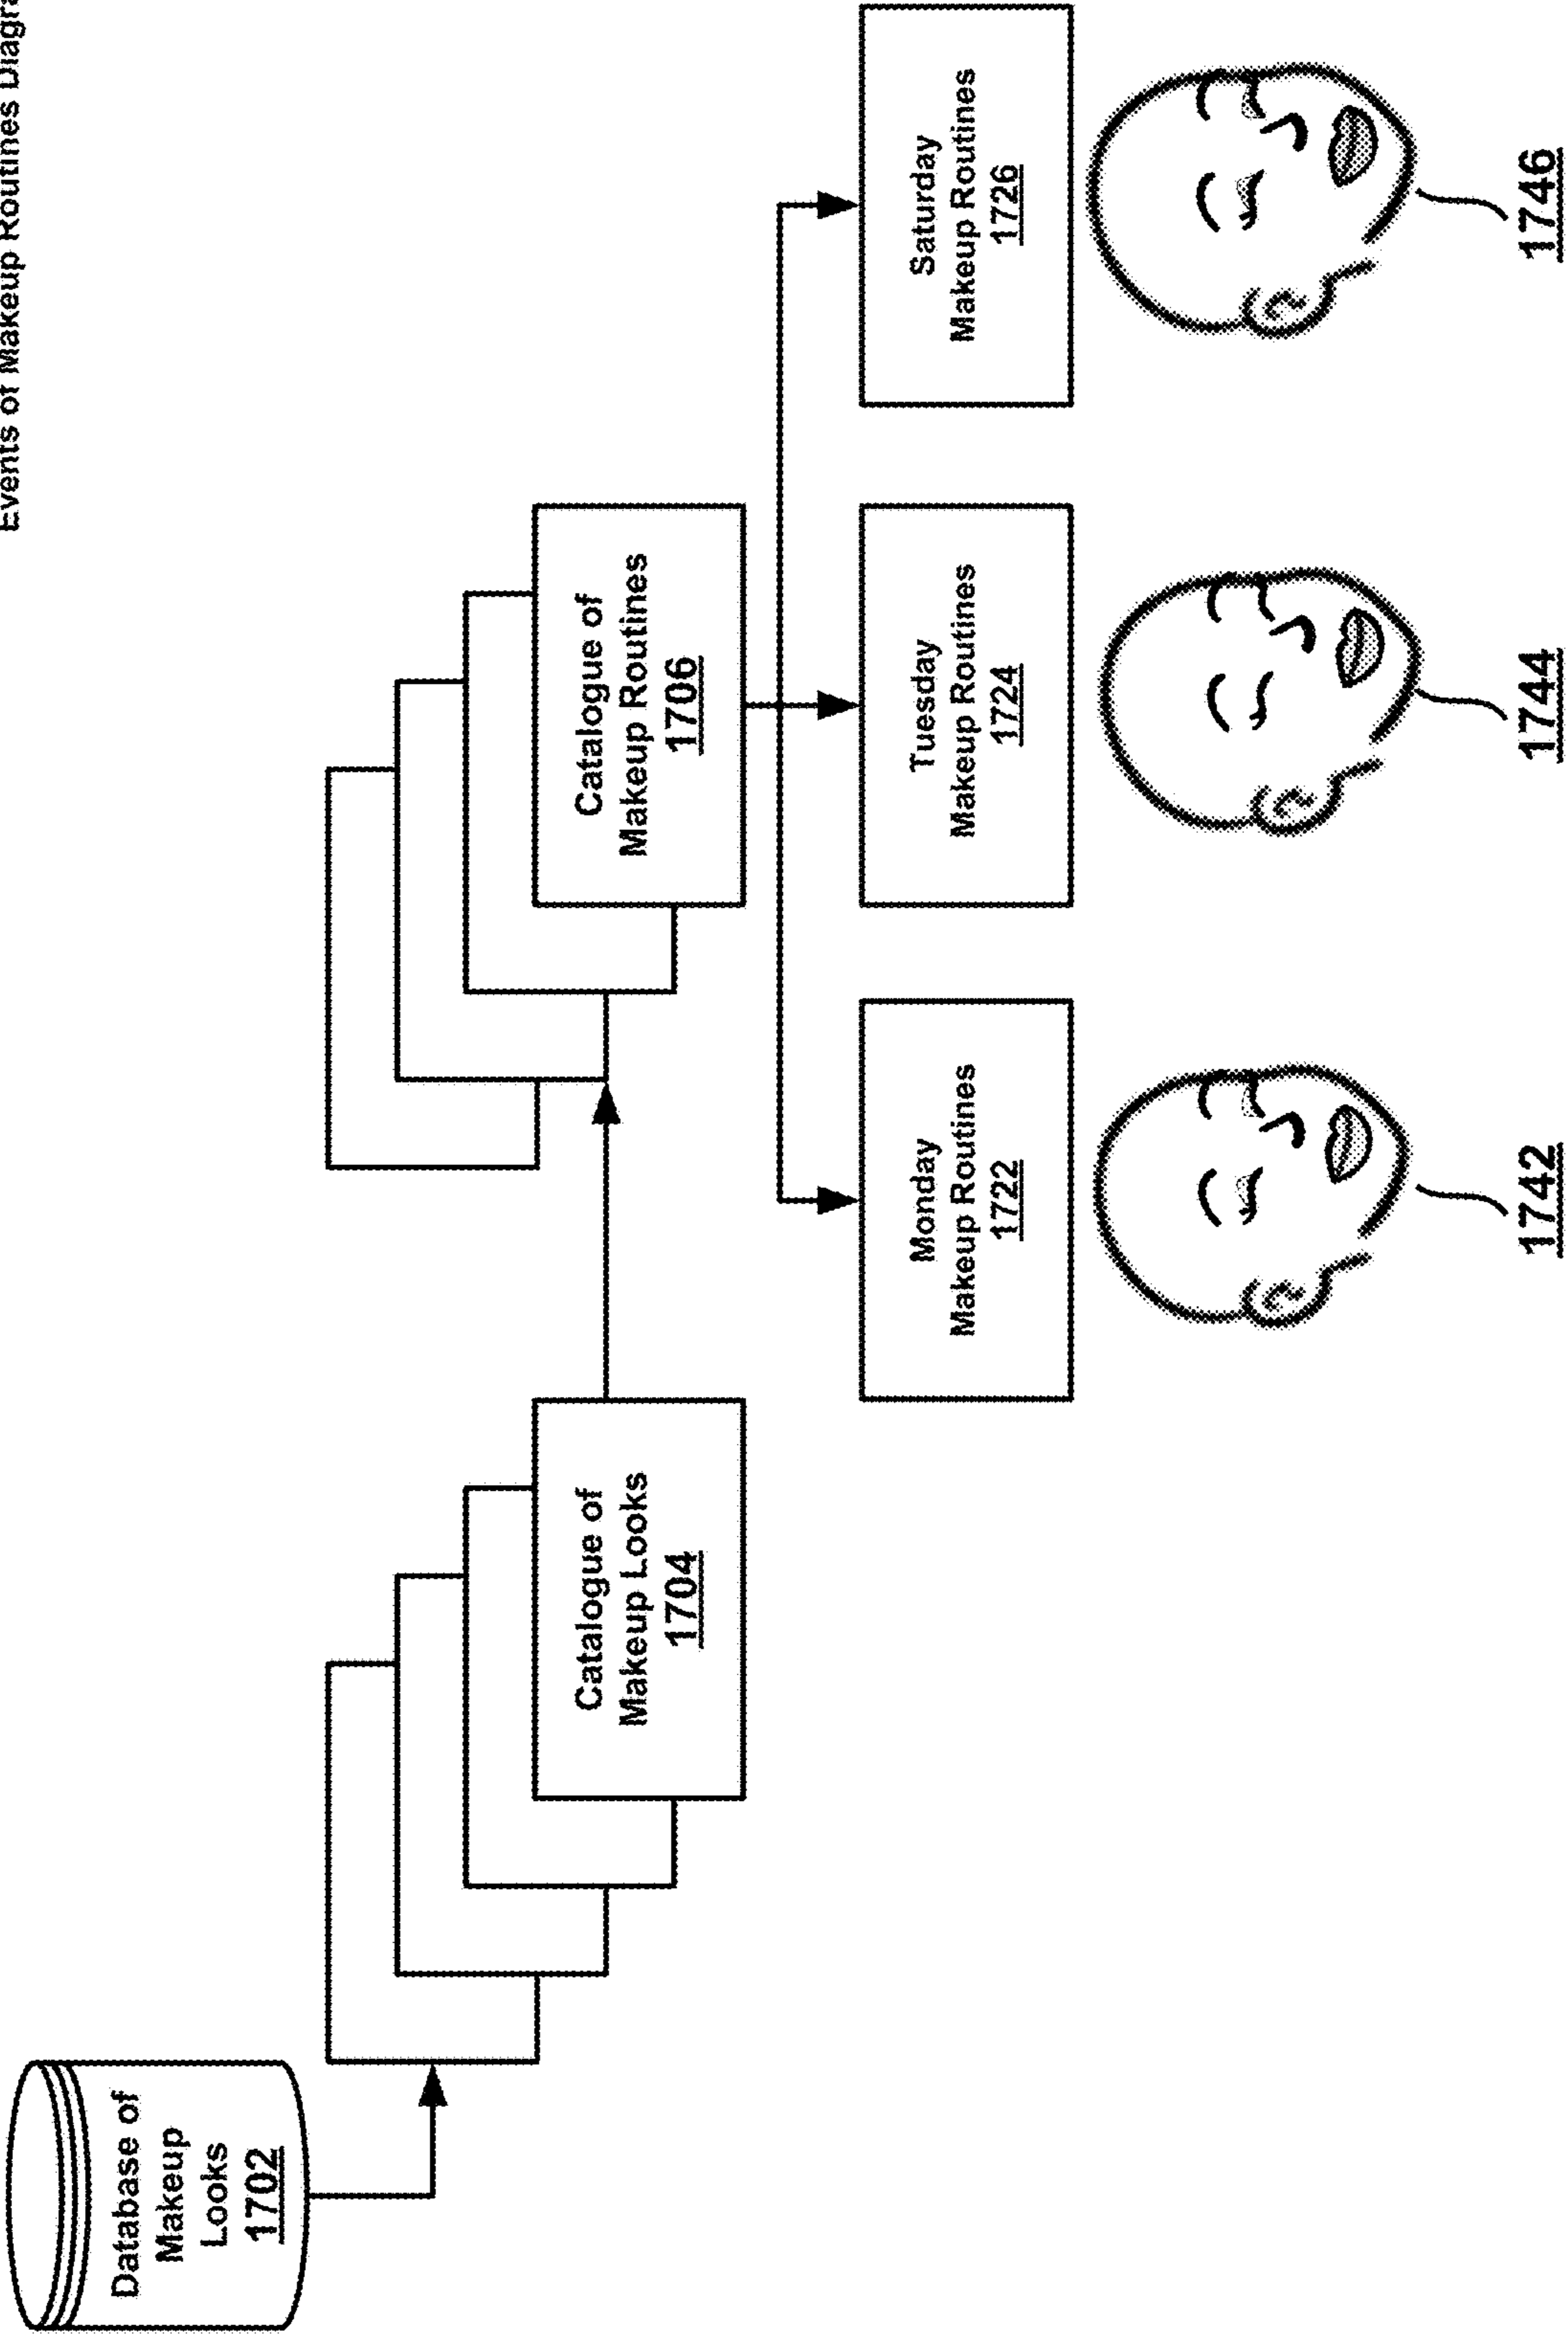 Events of Makeup Routines
Database of
Makeup
Looks
1702
Catalogue of
Makeup Looks
1704
Catalogue of
Makeup Routines
1706
Monday
Makeup Routines
1722
Tuesday
Makeup Routines
1724
Saturday
Makeup Routines
1726
1742
1744
1746